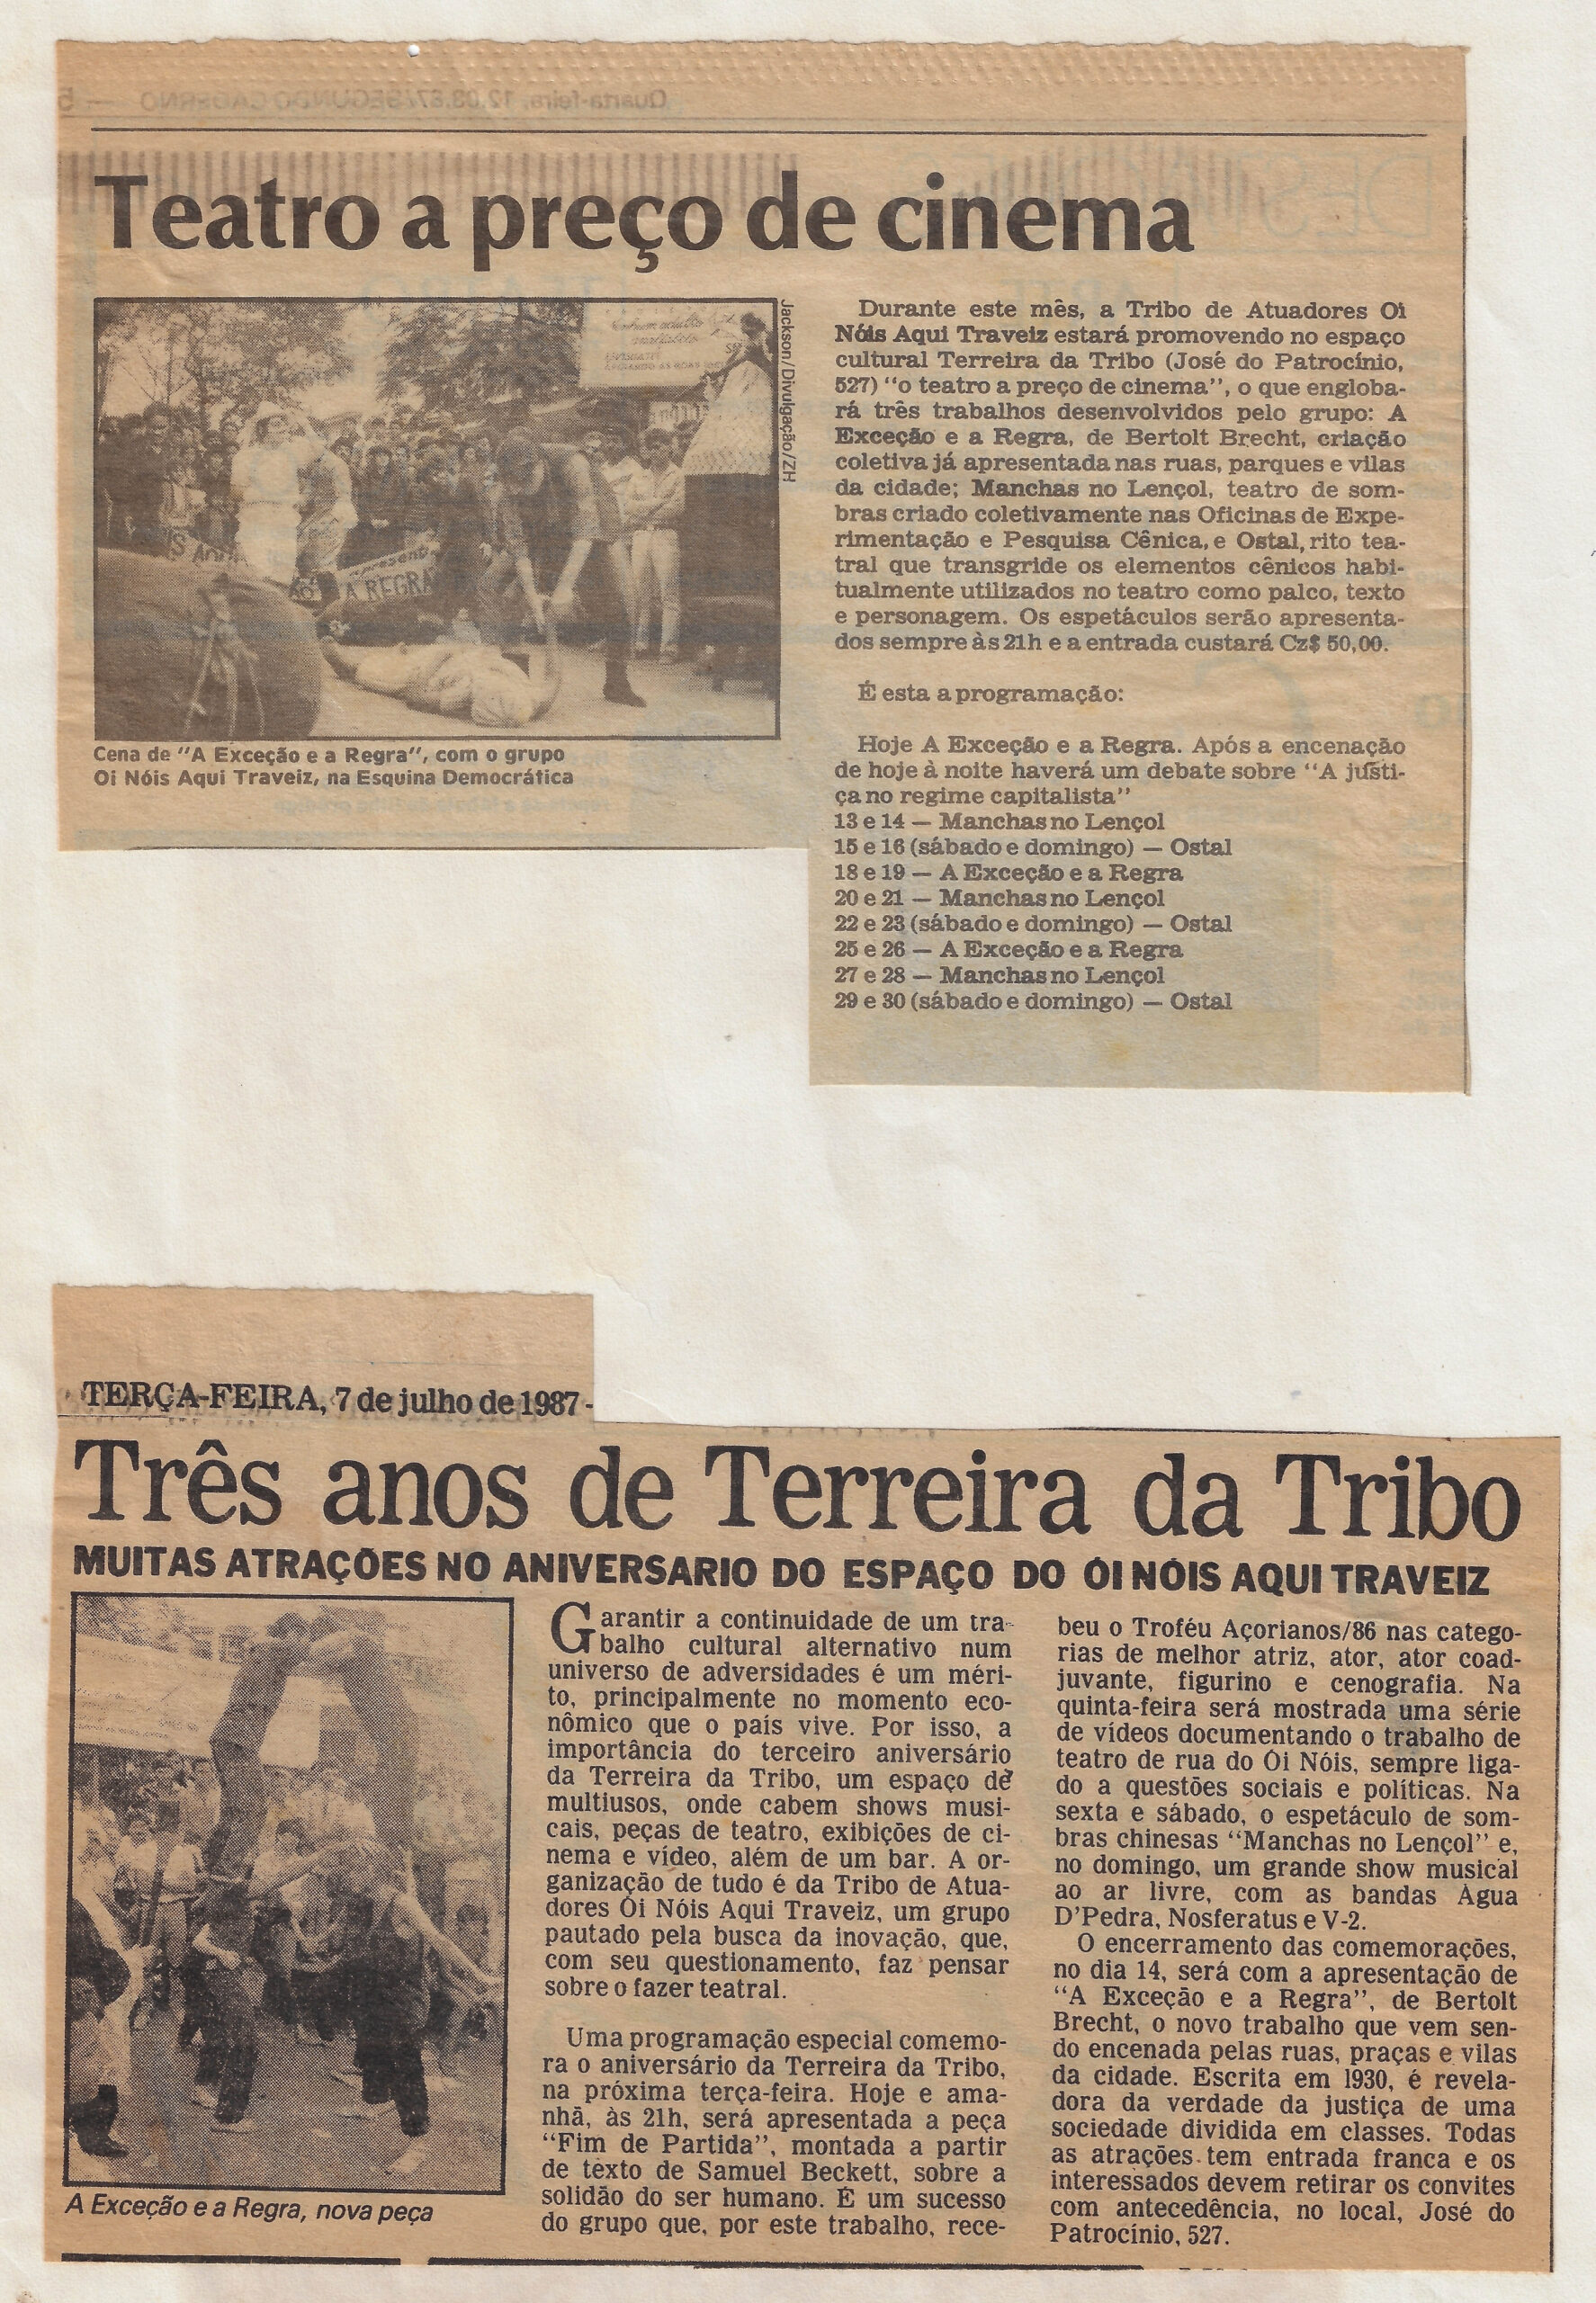 Quarta-feira, 12.08.87/SEGUNDO CADERNO — 5
Teatro a preço de cinema
Jackson/Divulgação/ZH
A REGRA
Cena de "A Exceção e a Regra", com o grupo
Oi Nóis Aqui Traveiz, na Esquina Democrática
Durante este mês, a Tribo de Atuadores Oi
Nóis Aqui Traveiz estará promovendo no espaço
cultural Terreira da Tribo (José do Patrocínio,
527) "o teatro a preço de cinema", o que engloba-
rá três trabalhos desenvolvidos pelo grupo: A
Exceção e a Regra, de Bertolt Brecht, criação
coletiva já apresentada nas ruas, parques e vilas
da cidade; Manchas no Lençol, teatro de som-
bras criado coletivamente nas Oficinas de Expe-
rimentação e Pesquisa Cênica, e Ostal, rito tea-
tral que transgride os elementos cênicos habi-
tualmente utilizados no teatro como palco, texto
e personagem. Os espetáculos serão apresenta-
dos sempre às 21h e a entrada custará Cz$ 50,00.
É esta a programação:
Hoje A Exceção e a Regra. Após a encenação
de hoje à noite haverá um debate sobre "A justi-
ça no regime capitalista"
13 e 14 — Manchas no Lençol
15 e 16 (sábado e domingo) — Ostal
18 e 19 — A Exceção e a Regra
20 e 21 — Manchas no Lençol
22 e 23 (sábado e domingo) — Ostal
25 e 26 — A Exceção e a Regra
27 e 28 — Manchas no Lençol
29 e 30 (sábado e domingo) — Ostal
TERÇA-FEIRA, 7 de julho de 1987 -
Três anos de Terreira da Tribo
MUITAS ATRAÇÕES NO ANIVERSARIO DO ESPAÇO DO ÓI NÓIS AQUI TRAVEIZ
A Exceção e a Regra, nova peça
Garantir a continuidade de um tra-
balho cultural alternativo num
universo de adversidades é um méri-
to, principalmente no momento eco-
nômico que o país vive. Por isso, a
importância do terceiro aniversário
da Terreira da Tribo, um espaço de
multiusos, onde cabem shows musi-
cais, peças de teatro, exibições de ci-
nema e vídeo, além de um bar. A or-
ganização de tudo é da Tribo de Atua-
dores Ói Nóis Aqui Traveiz, um grupo
pautado pela busca da inovação, que,
com seu questionamento, faz pensar
sobre o fazer teatral.
Uma programação especial comemo-
ra o aniversário da Terreira da Tribo,
na próxima terça-feira. Hoje e ama-
nhã, às 21h, será apresentada a peça
"Fim de Partida", montada a partir
de texto de Samuel Beckett, sobre a
solidão do ser humano. É um sucesso
do grupo que, por este trabalho, rece-
beu o Troféu Açorianos/86 nas catego-
rias de melhor atriz, ator, ator coad-
juvante, figurino e cenografia. Na
quinta-feira será mostrada uma série
de vídeos documentando o trabalho de
teatro de rua do Ói Nóis, sempre liga-
do a questões sociais e políticas. Na
sexta e sábado, o espetáculo de som-
bras chinesas "Manchas no Lençol" e,
no domingo, um grande show musical
ao ar livre, com as bandas Água
D'Pedra, Nosferatus e V-2.
O encerramento das comemorações,
no dia 14, será com a apresentação de
"A Exceção e a Regra", de Bertolt
Brecht, o novo trabalho que vem sen-
do encenada pelas ruas, praças e vilas
da cidade. Escrita em 1930, é revela-
dora da verdade da justiça de uma
sociedade dividida em classes. Todas
as atrações tem entrada franca e os
interessados devem retirar os convites
com antecedência, no local, José do
Patrocínio, 527.